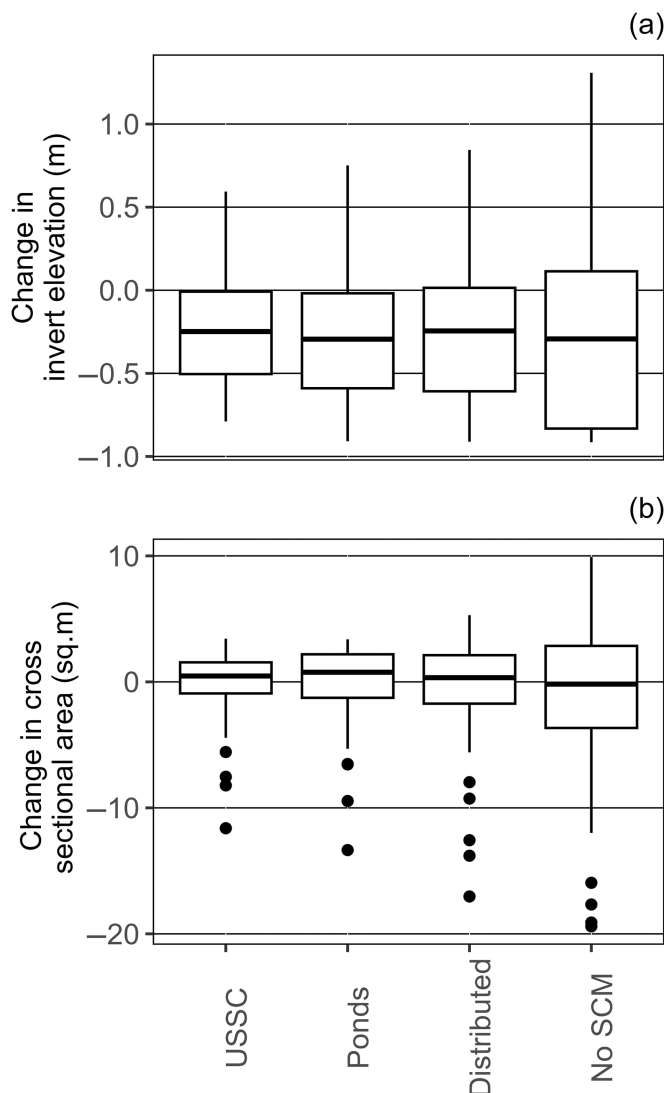 (a)
Change in
invert elevation (m)
1.0
0.5
0.0
−0.5
−1.0
(b)
Change in cross
sectional area (sq.m)
10
0
−10
−20
USSC
Ponds
Distributed
No SCM